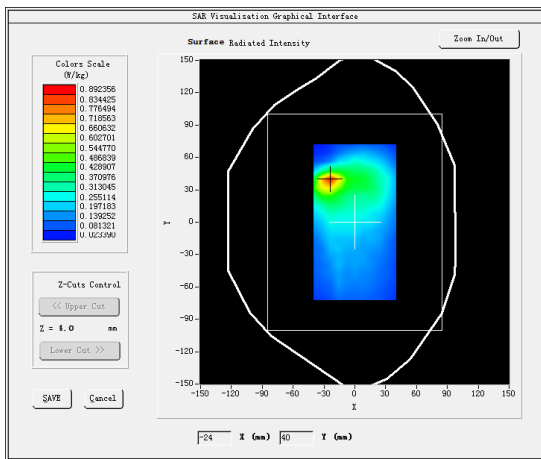 SAR Visualisation Graphical Interface
Surface Radiated Intensity
Zoom In/Out
Colors Scale
(W/kg)
0.892356
0.834425
0.776494
0.718563
0.660632
0.602701
0.544770
0.486839
0.428907
0.370976
0.313045
0.255114
0.197183
0.139252
0.081321
0.023390
Z-Cuts Control
<< Upper Cut
Z = 4.0 mm
Lower Cut >>
SAVE Cancel
150
120
90
60
30
0
-30
-60
-90
-120
-150
Y
-150 -120 -90 -60 -30 0 30 60 90 120 150
X
-24 X (mm) 40 Y (mm)